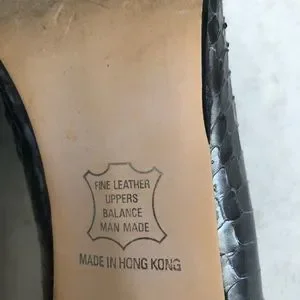 FINE LEATHER
UPPERS
BALANCE
MAN MADE
MADE IN HONG KONG